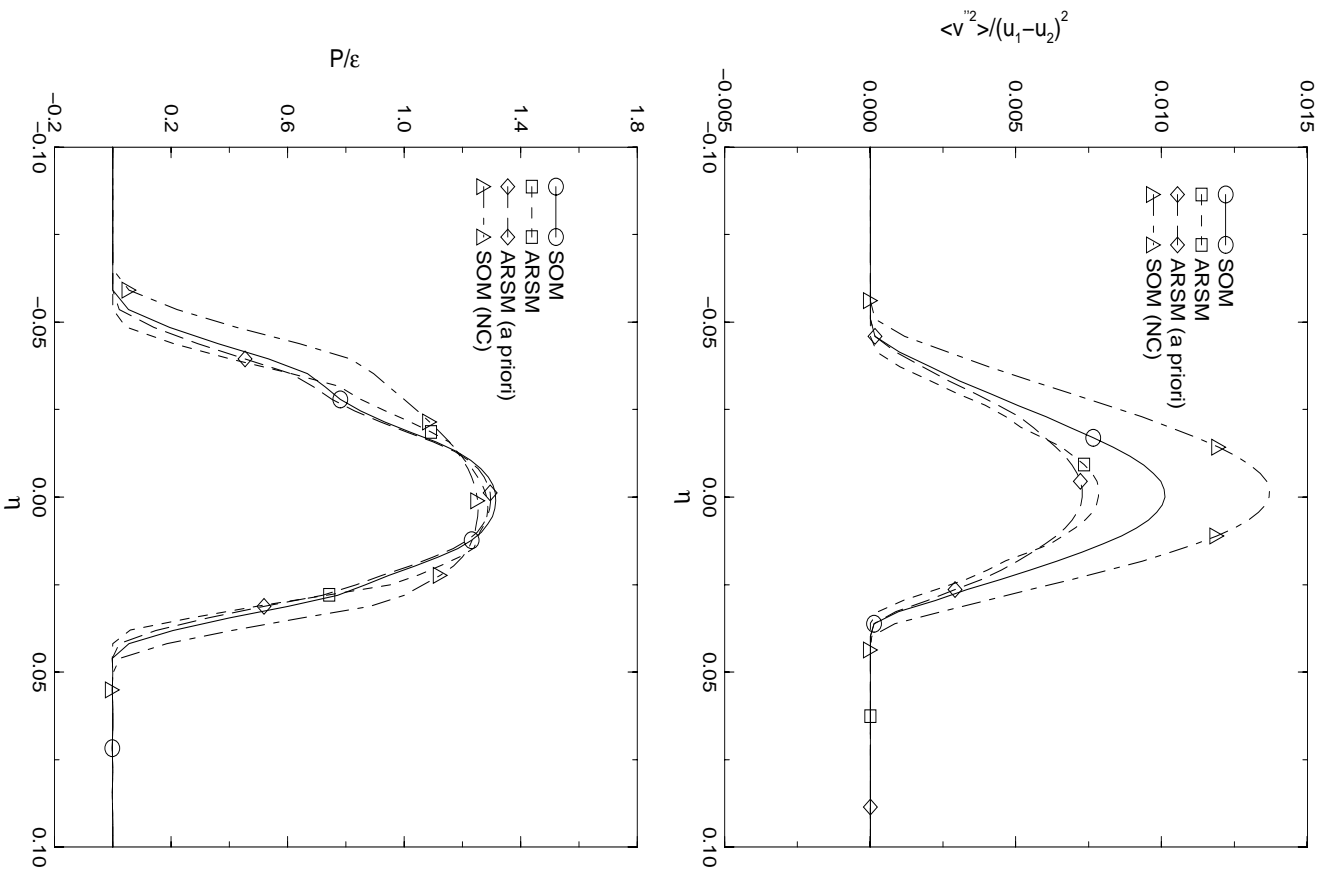 <v''2>/(u1−u2)2
0.015
0.010
0.005
0.000
−0.005
−0.10
−0.05
0.00
0.05
0.10
η
SOM
ARSM
ARSM (a priori)
SOM (NC)
P/ε
1.8
1.4
1.0
0.6
0.2
−0.2
−0.10
−0.05
0.00
0.05
0.10
η
SOM
ARSM
ARSM (a priori)
SOM (NC)